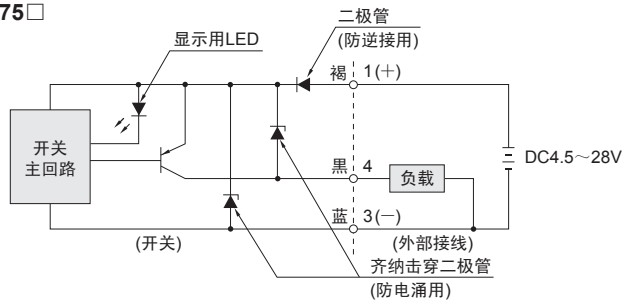 75□
显示用LED
二极管
(防逆接用)
褐 1(＋)
开关
主回路
DC4.5～28V
黒 4
负载
蓝 3(－)
(开关)
(外部接线)
齐纳击穿二极管
(防电涌用)